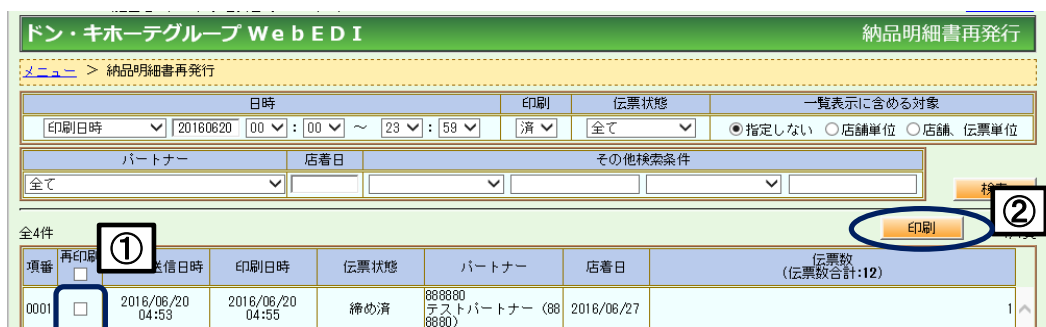 ドン・キホーテグループＷｅｂＥＤＩ 納品明細書再発行
メニュー ＞ 納品明細書再発行
日時 印刷 伝票状態 一覧表示に含める対象
印刷日時 20160620 00 : 00 ～ 23 : 59 済 全て 指定しない 店舗単位 店舗、伝票単位
パートナー 店着日 その他検索条件
全て
②
全4件 ① 印刷
項番 再印刷 送信日時 印刷日時 伝票状態 パートナー 店着日 伝票数
(伝票数合計:12)
0001 2016/06/20 04:53 2016/06/20 04:55 締め済 888880 テストパートナー（888880） 2016/06/27 1